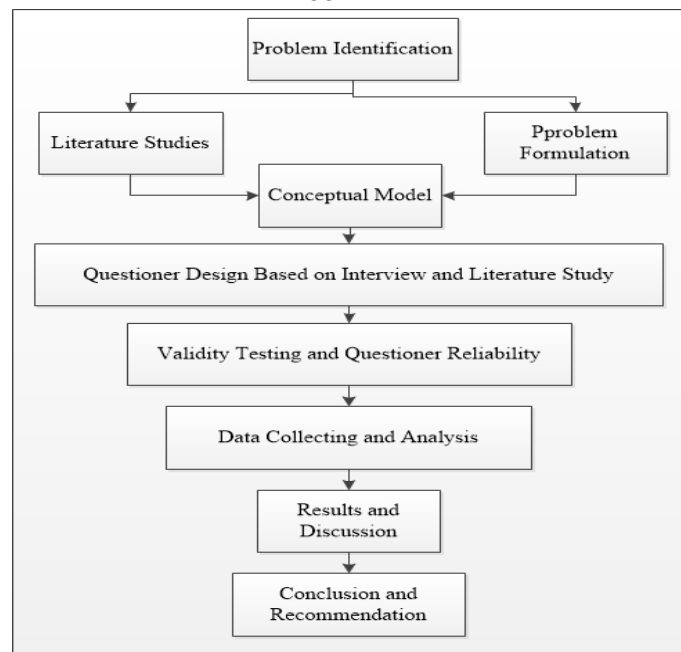 Problem Identification
Literature Studies
Pproblem
Formulation
Conceptual Model
Questioner Design Based on Interview and Literature Study
Validity Testing and Questioner Reliability
Data Collecting and Analysis
Results and
Discussion
Conclusion and
Recommendation